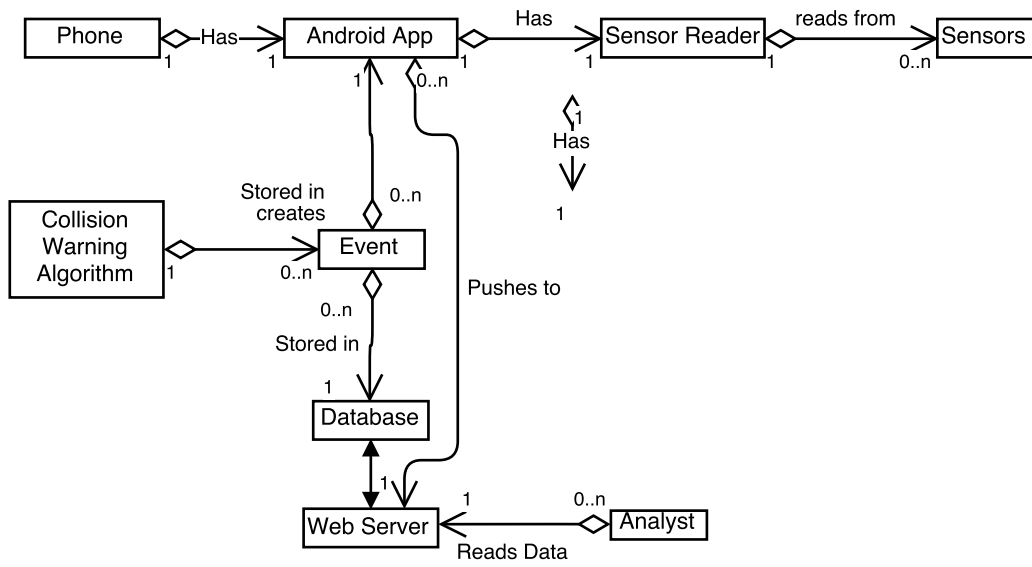 Phone
Has
Android App
Has
Sensor Reader
reads from
Sensors
1
1
1
1
1
0..n
1
0..n
1
Has
1
Stored in
creates
0..n
Collision
Warning
Algorithm
1
0..n
Event
0..n
Pushes to
Stored in
1
Database
1
Web Server
1
0..n
Analyst
Reads Data